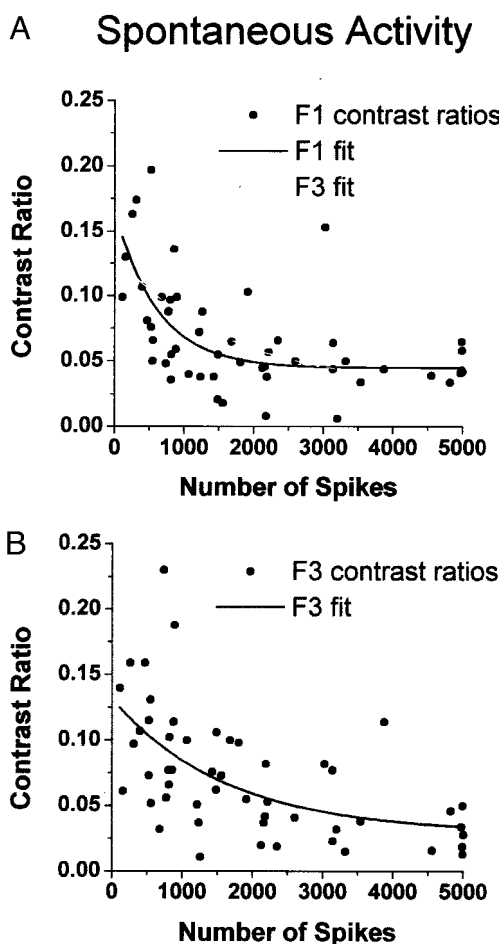 A Spontaneous Activity
0.25
0.20
0.15
0.10
0.05
0.00
Contrast Ratio
F1 contrast ratios
F1 fit
F3 fit
0 1000 2000 3000 4000 5000
Number of Spikes
B
0.25
0.20
0.15
0.10
0.05
0.00
Contrast Ratio
F3 contrast ratios
F3 fit
0 1000 2000 3000 4000 5000
Number of Spikes